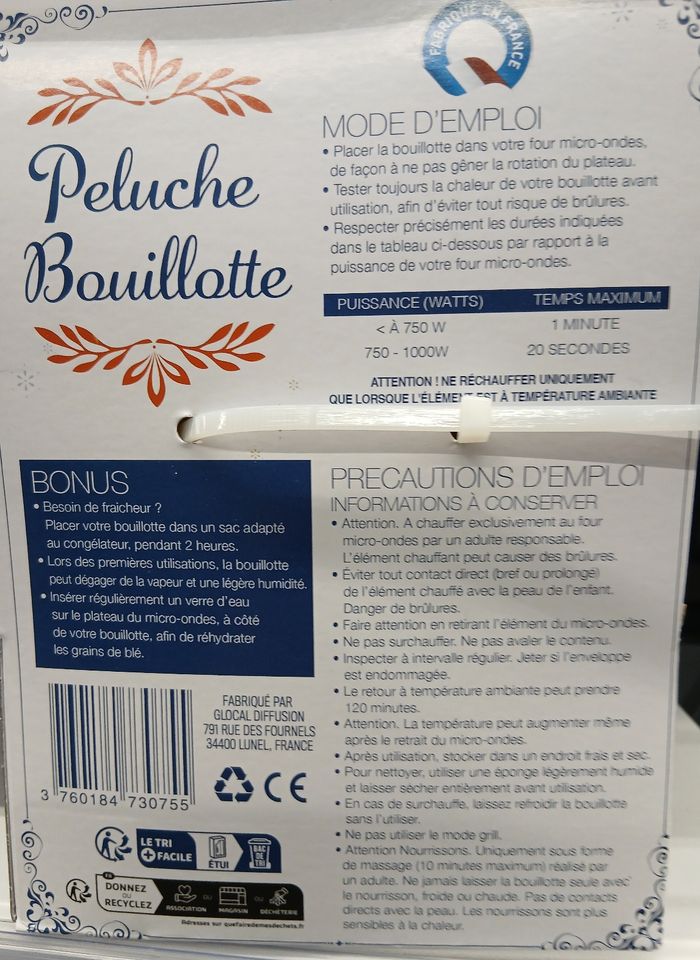 FABRIQUÉ EN FRANCE
Peluche
Bouillotte
MODE D'EMPLOI
• Placer la bouillotte dans votre four micro-ondes,
de façon à ne pas gêner la rotation du plateau.
• Tester toujours la chaleur de votre bouillotte avant
utilisation, afin d'éviter tout risque de brûlures.
• Respecter précisément les durées indiquées
dans le tableau ci-dessous par rapport à la
puissance de votre four micro-ondes.
PUISSANCE (WATTS) TEMPS MAXIMUM
< À 750 W 1 MINUTE
750 - 1000W 20 SECONDES
ATTENTION ! NE RÉCHAUFFER UNIQUEMENT
QUE LORSQUE L'ÉLÉMENT EST À TEMPÉRATURE AMBIANTE
BONUS
• Besoin de fraicheur ?
Placer votre bouillotte dans un sac adapté
au congélateur, pendant 2 heures.
• Lors des premières utilisations, la bouillotte
peut dégager de la vapeur et une légère humidité.
• Insérer régulièrement un verre d'eau
sur le plateau du micro-ondes, à côté
de votre bouillotte, afin de réhydrater
les grains de blé.
PRECAUTIONS D'EMPLOI
INFORMATIONS À CONSERVER
• Attention. A chauffer exclusivement au four
micro-ondes par un adulte responsable.
L'élément chauffant peut causer des brûlures.
• Éviter tout contact direct (bref ou prolongé)
de l'élément chauffé avec la peau de l'enfant.
Danger de brûlures.
• Faire attention en retirant l'élément du micro-ondes.
• Ne pas surchauffer. Ne pas avaler le contenu.
• Inspecter à intervalle régulier. Jeter si l'enveloppe
est endommagée.
• Le retour à température ambiante peut prendre
120 minutes.
• Attention. La température peut augmenter même
après le retrait du micro-ondes.
• Après utilisation, stocker dans un endroit frais et sec.
• Pour nettoyer, utiliser une éponge légèrement humide
et laisser sécher entièrement avant utilisation.
• En cas de surchauffe, laissez refroidir la bouillotte
sans l'utiliser.
• Ne pas utiliser le mode grill.
• Attention Nourrissons. Uniquement sous forme
de massage (10 minutes maximum) réalisé par
un adulte. Ne jamais laisser la bouillotte seule avec
le nourrisson, froide ou chaude. Pas de contacts
directs avec la peau. Les nourrissons sont plus
sensibles à la chaleur.
FABRIQUÉ PAR
GLOCAL DIFFUSION
791 RUE DES FOURNELS
34400 LUNEL, FRANCE
CE
3 760184 730755
LE TRI
+ FACILE
ÉTUI
BAC DE TRI
FR
DONNEZ
OU
RECYCLEZ
ASSOCIATION OU MAGASIN OU DÉCHÈTERIE
Adresses sur quefairedemesdechets.fr